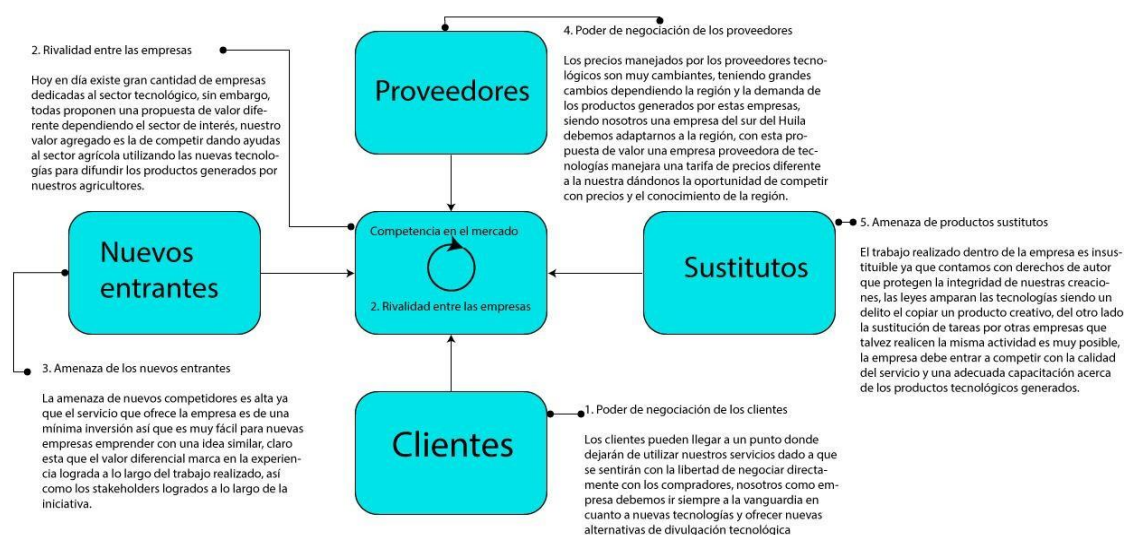 2. Rivalidad entre las empresas
Hoy en día existe gran cantidad de empresas
dedicadas al sector tecnológico, sin embargo,
todas proponen una propuesta de valor dife-
rente dependiendo el sector de interés, nuestro
valor agregado es la de competir dando ayudas
al sector agrícola utilizando las nuevas tecnolo-
gías para difundir los productos generados por
nuestros agricultores.
Proveedores
4. Poder de negociación de los proveedores
Los precios manejados por los proveedores tecno-
lógicos son muy cambiantes, teniendo grandes
cambios dependiendo la región y la demanda de
los productos generados por estas empresas,
siendo nosotros una empresa del sur del Huila
debemos adaptarnos a la región, con esta pro-
puesta de valor una empresa proveedora de tec-
nologías manejara una tarifa de precios diferente
a la nuestra dándonos la oportunidad de competir
con precios y el conocimiento de la región.
Nuevos
entrantes
Competencia en el mercado
2. Rivalidad entre las empresas
Sustitutos
5. Amenaza de productos sustitutos
El trabajo realizado dentro de la empresa es insus-
tituible ya que contamos con derechos de autor
que protegen la integridad de nuestras creacio-
nes, las leyes amparan las tecnologías siendo un
delito el copiar un producto creativo, del otro lado
la sustitución de tareas por otras empresas que
talvez realicen la misma actividad es muy posible,
la empresa debe entrar a competir con la calidad
del servicio y una adecuada capacitación acerca
de los productos tecnológicos generados.
3. Amenaza de los nuevos entrantes
La amenaza de nuevos competidores es alta ya
que el servicio que ofrece la empresa es de una
mínima inversión así que es muy fácil para nuevas
empresas emprender con una idea similar, claro
esta que el valor diferencial marca en la experien-
cia lograda a lo largo del trabajo realizado, así
como los stakeholders logrados a lo largo de la
iniciativa.
Clientes
1. Poder de negociación de los clientes
Los clientes pueden llegar a un punto donde
dejarán de utilizar nuestros servicios dado a que
se sentirán con la libertad de negociar directa-
mente con los compradores, nosotros como em-
presa debemos ir siempre a la vanguardia en
cuanto a nuevas tecnologías y ofrecer nuevas
alternativas de divulgación tecnológica